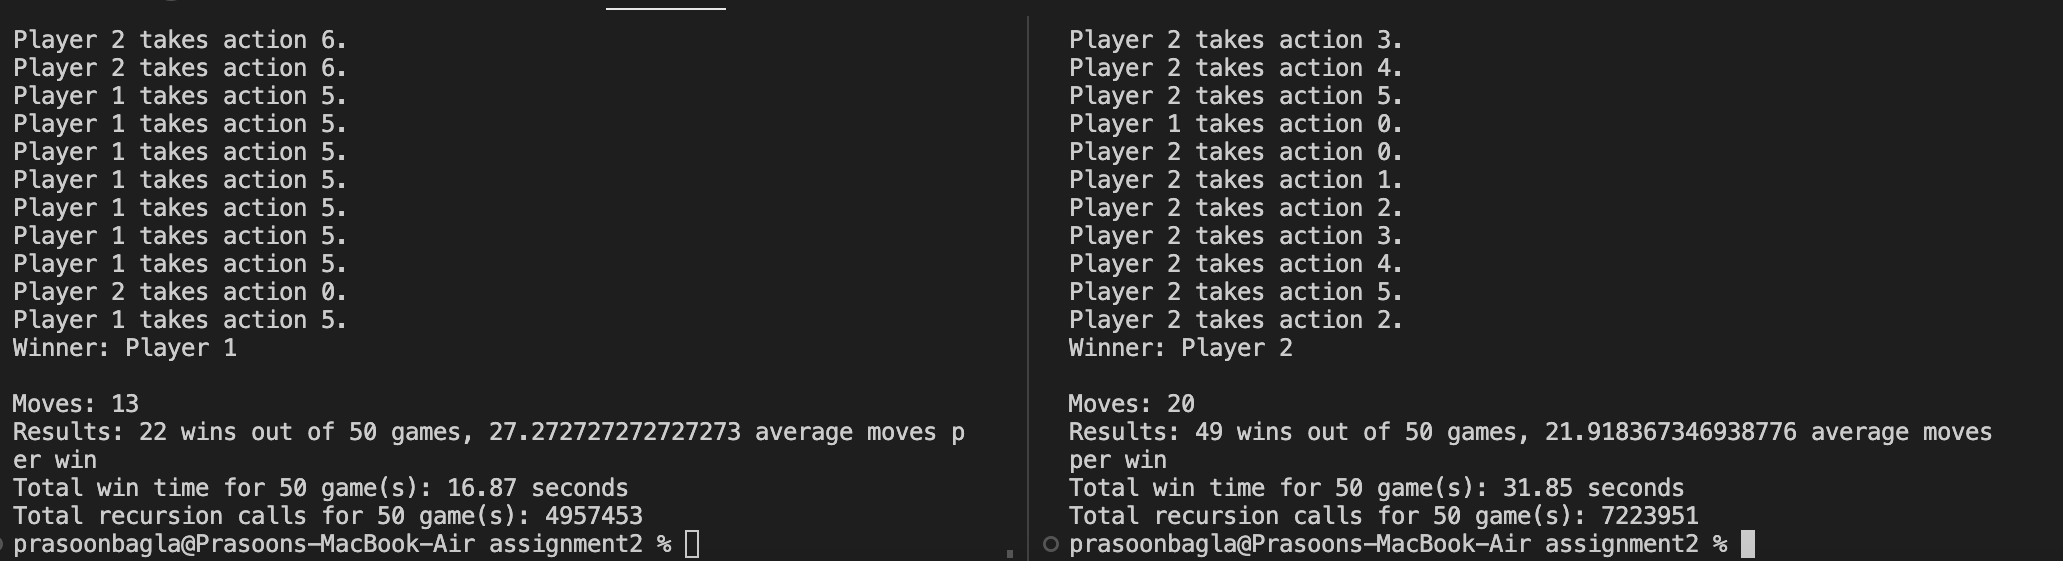 Player 2 takes action 6.
Player 2 takes action 6.
Player 1 takes action 5.
Player 1 takes action 5.
Player 1 takes action 5.
Player 1 takes action 5.
Player 1 takes action 5.
Player 1 takes action 5.
Player 1 takes action 5.
Player 2 takes action 0.
Player 1 takes action 5.
Winner: Player 1
Moves: 13
Results: 22 wins out of 50 games, 27.272727272727273 average moves p
er win
Total win time for 50 game(s): 16.87 seconds
Total recursion calls for 50 game(s): 4957453
prasoonbagla@Prasoons-MacBook-Air assignment2 %
Player 2 takes action 3.
Player 2 takes action 4.
Player 2 takes action 5.
Player 1 takes action 0.
Player 2 takes action 0.
Player 2 takes action 1.
Player 2 takes action 2.
Player 2 takes action 3.
Player 2 takes action 4.
Player 2 takes action 5.
Player 2 takes action 2.
Winner: Player 2
Moves: 20
Results: 49 wins out of 50 games, 21.918367346938776 average moves
per win
Total win time for 50 game(s): 31.85 seconds
Total recursion calls for 50 game(s): 7223951
prasoonbagla@Prasoons-MacBook-Air assignment2 %